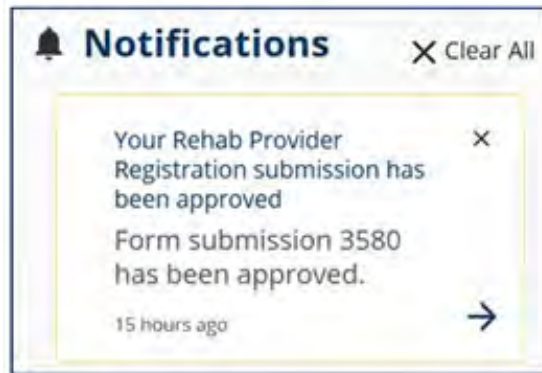 Notifications
Clear All
Your Rehab Provider
Registration submission has
been approved
Form submission 3580
has been approved.
15 hours ago